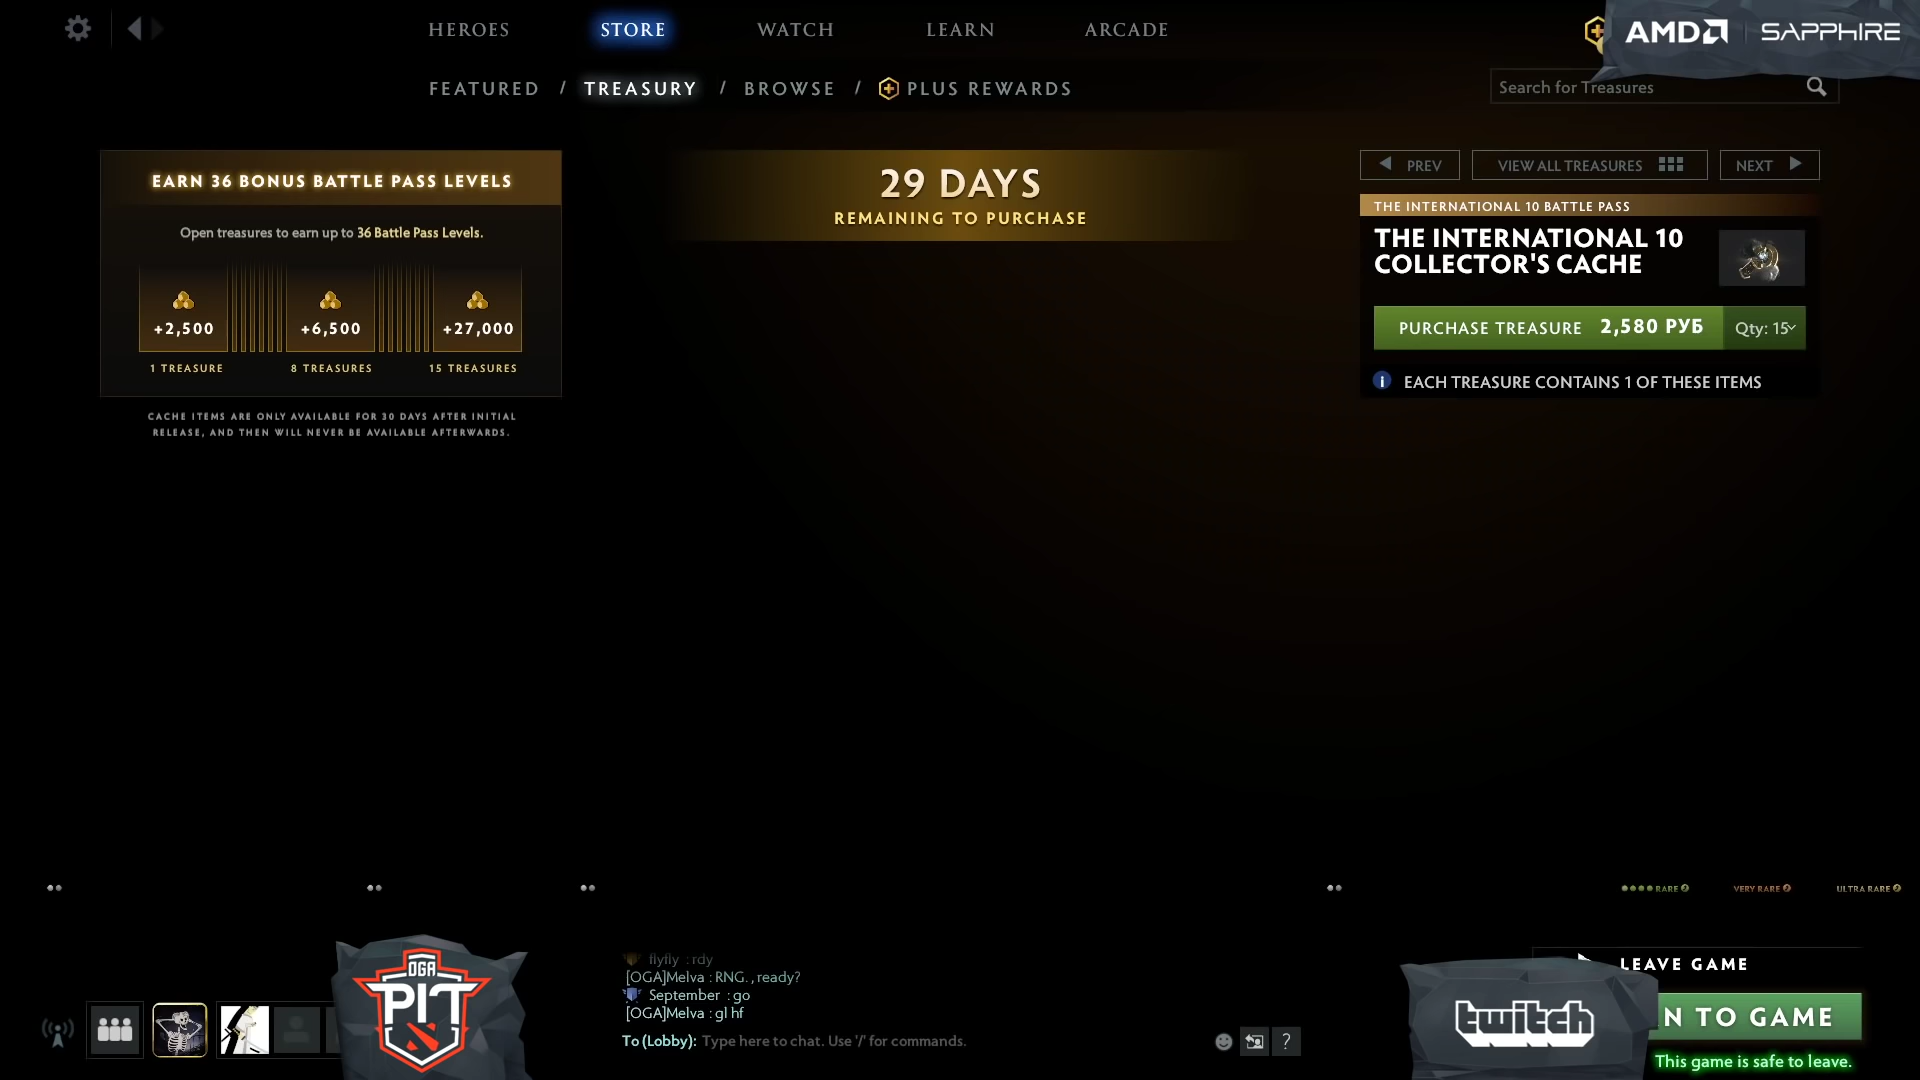 HEROES
STORE
WATCH
LEARN
ARCADE
AMD
SAPPHIRE
FEATURED / TREASURY / BROWSE / PLUS REWARDS
Search for Treasures
EARN 36 BONUS BATTLE PASS LEVELS
Open treasures to earn up to 36 Battle Pass Levels.
+2,500
+6,500
+27,000
1 TREASURE
8 TREASURES
15 TREASURES
CACHE ITEMS ARE ONLY AVAILABLE FOR 30 DAYS AFTER INITIAL
RELEASE, AND THEN WILL NEVER BE AVAILABLE AFTERWARDS.
29 DAYS
REMAINING TO PURCHASE
PREV
VIEW ALL TREASURES
NEXT
THE INTERNATIONAL 10 BATTLE PASS
THE INTERNATIONAL 10
COLLECTOR'S CACHE
PURCHASE TREASURE 2,580 РУБ
Qty: 15
EACH TREASURE CONTAINS 1 OF THESE ITEMS
RARE
VERY RARE
ULTRA RARE
OGA
PIT
flyfly : rdy
[OGA]Melva : RNG. , ready?
September : go
[OGA]Melva : gl hf
To (Lobby): Type here to chat. Use '/' for commands.
?
twitch
LEAVE GAME
N TO GAME
This game is safe to leave.